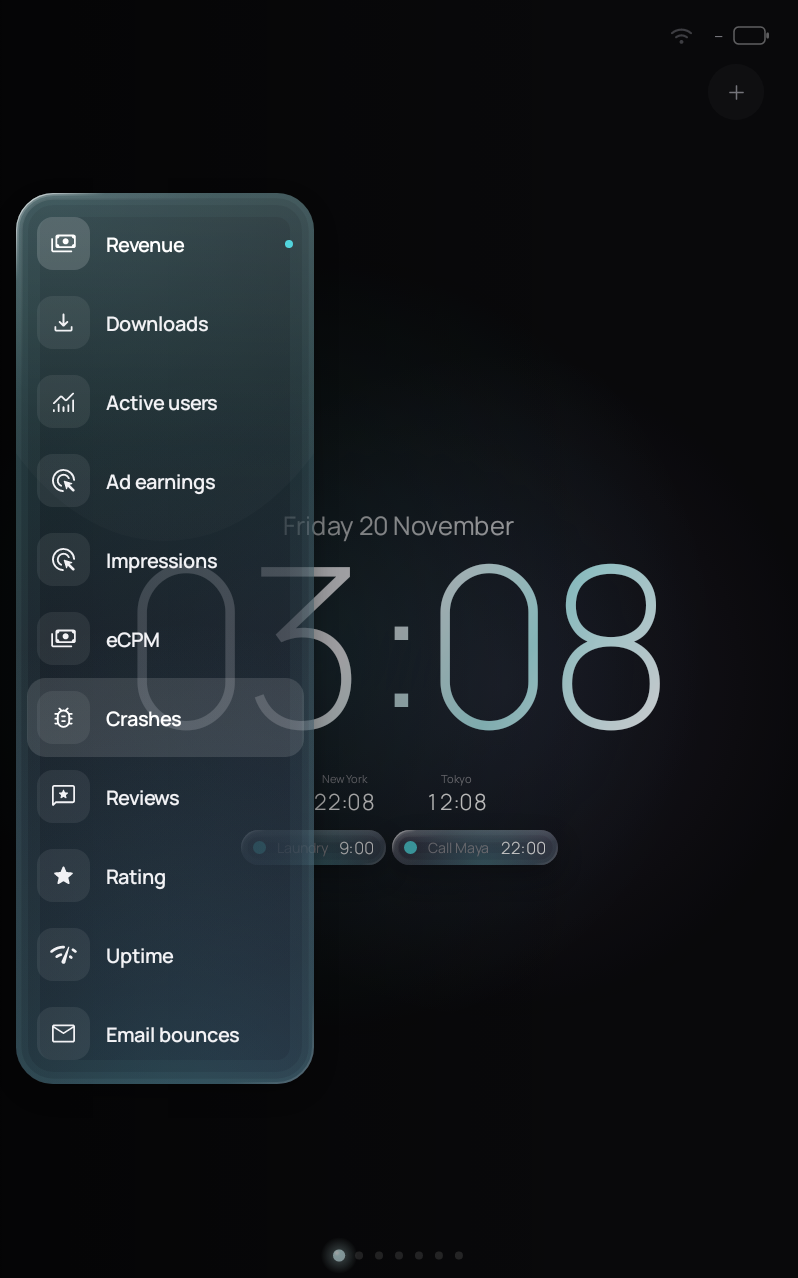 Revenue
Downloads
Active users
Ad earnings
Friday 20 November
Impressions
03:08
eCPM
Crashes
New York
22:08
Tokyo
12:08
Reviews
Laundry 9:00
Call Maya 22:00
Rating
Uptime
Email bounces